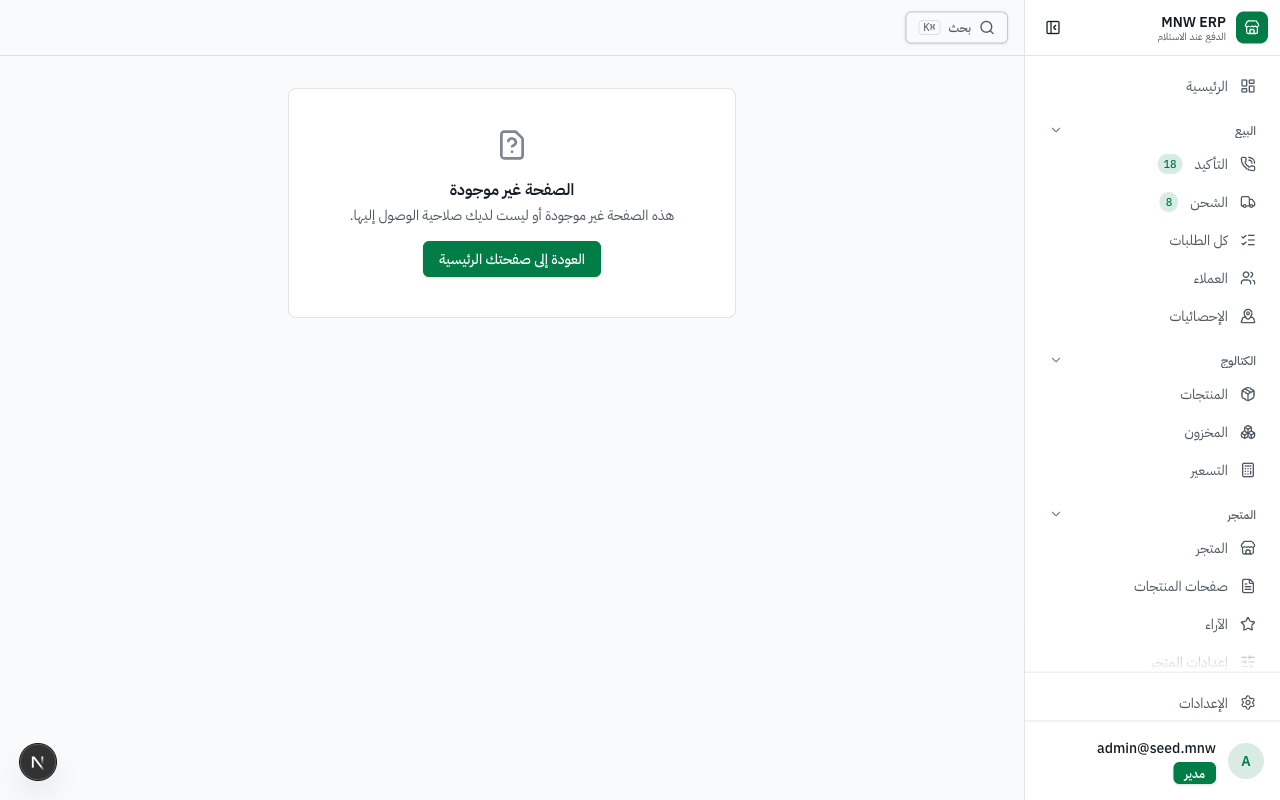 MNW ERP
الدفع عند الاستلام
بحث
⌘K
الرئيسية
البيع
التأكيد 18
الشحن 8
كل الطلبات
العملاء
الإحصائيات
الكتالوج
المنتجات
المخزون
التسعير
المتجر
المتجر
صفحات المنتجات
الآراء
إعدادات المتجر
الإعدادات
A
admin@seed.mnw
مدير
الصفحة غير موجودة
هذه الصفحة غير موجودة أو ليست لديك صلاحية الوصول إليها.
العودة إلى صفحتك الرئيسية
N